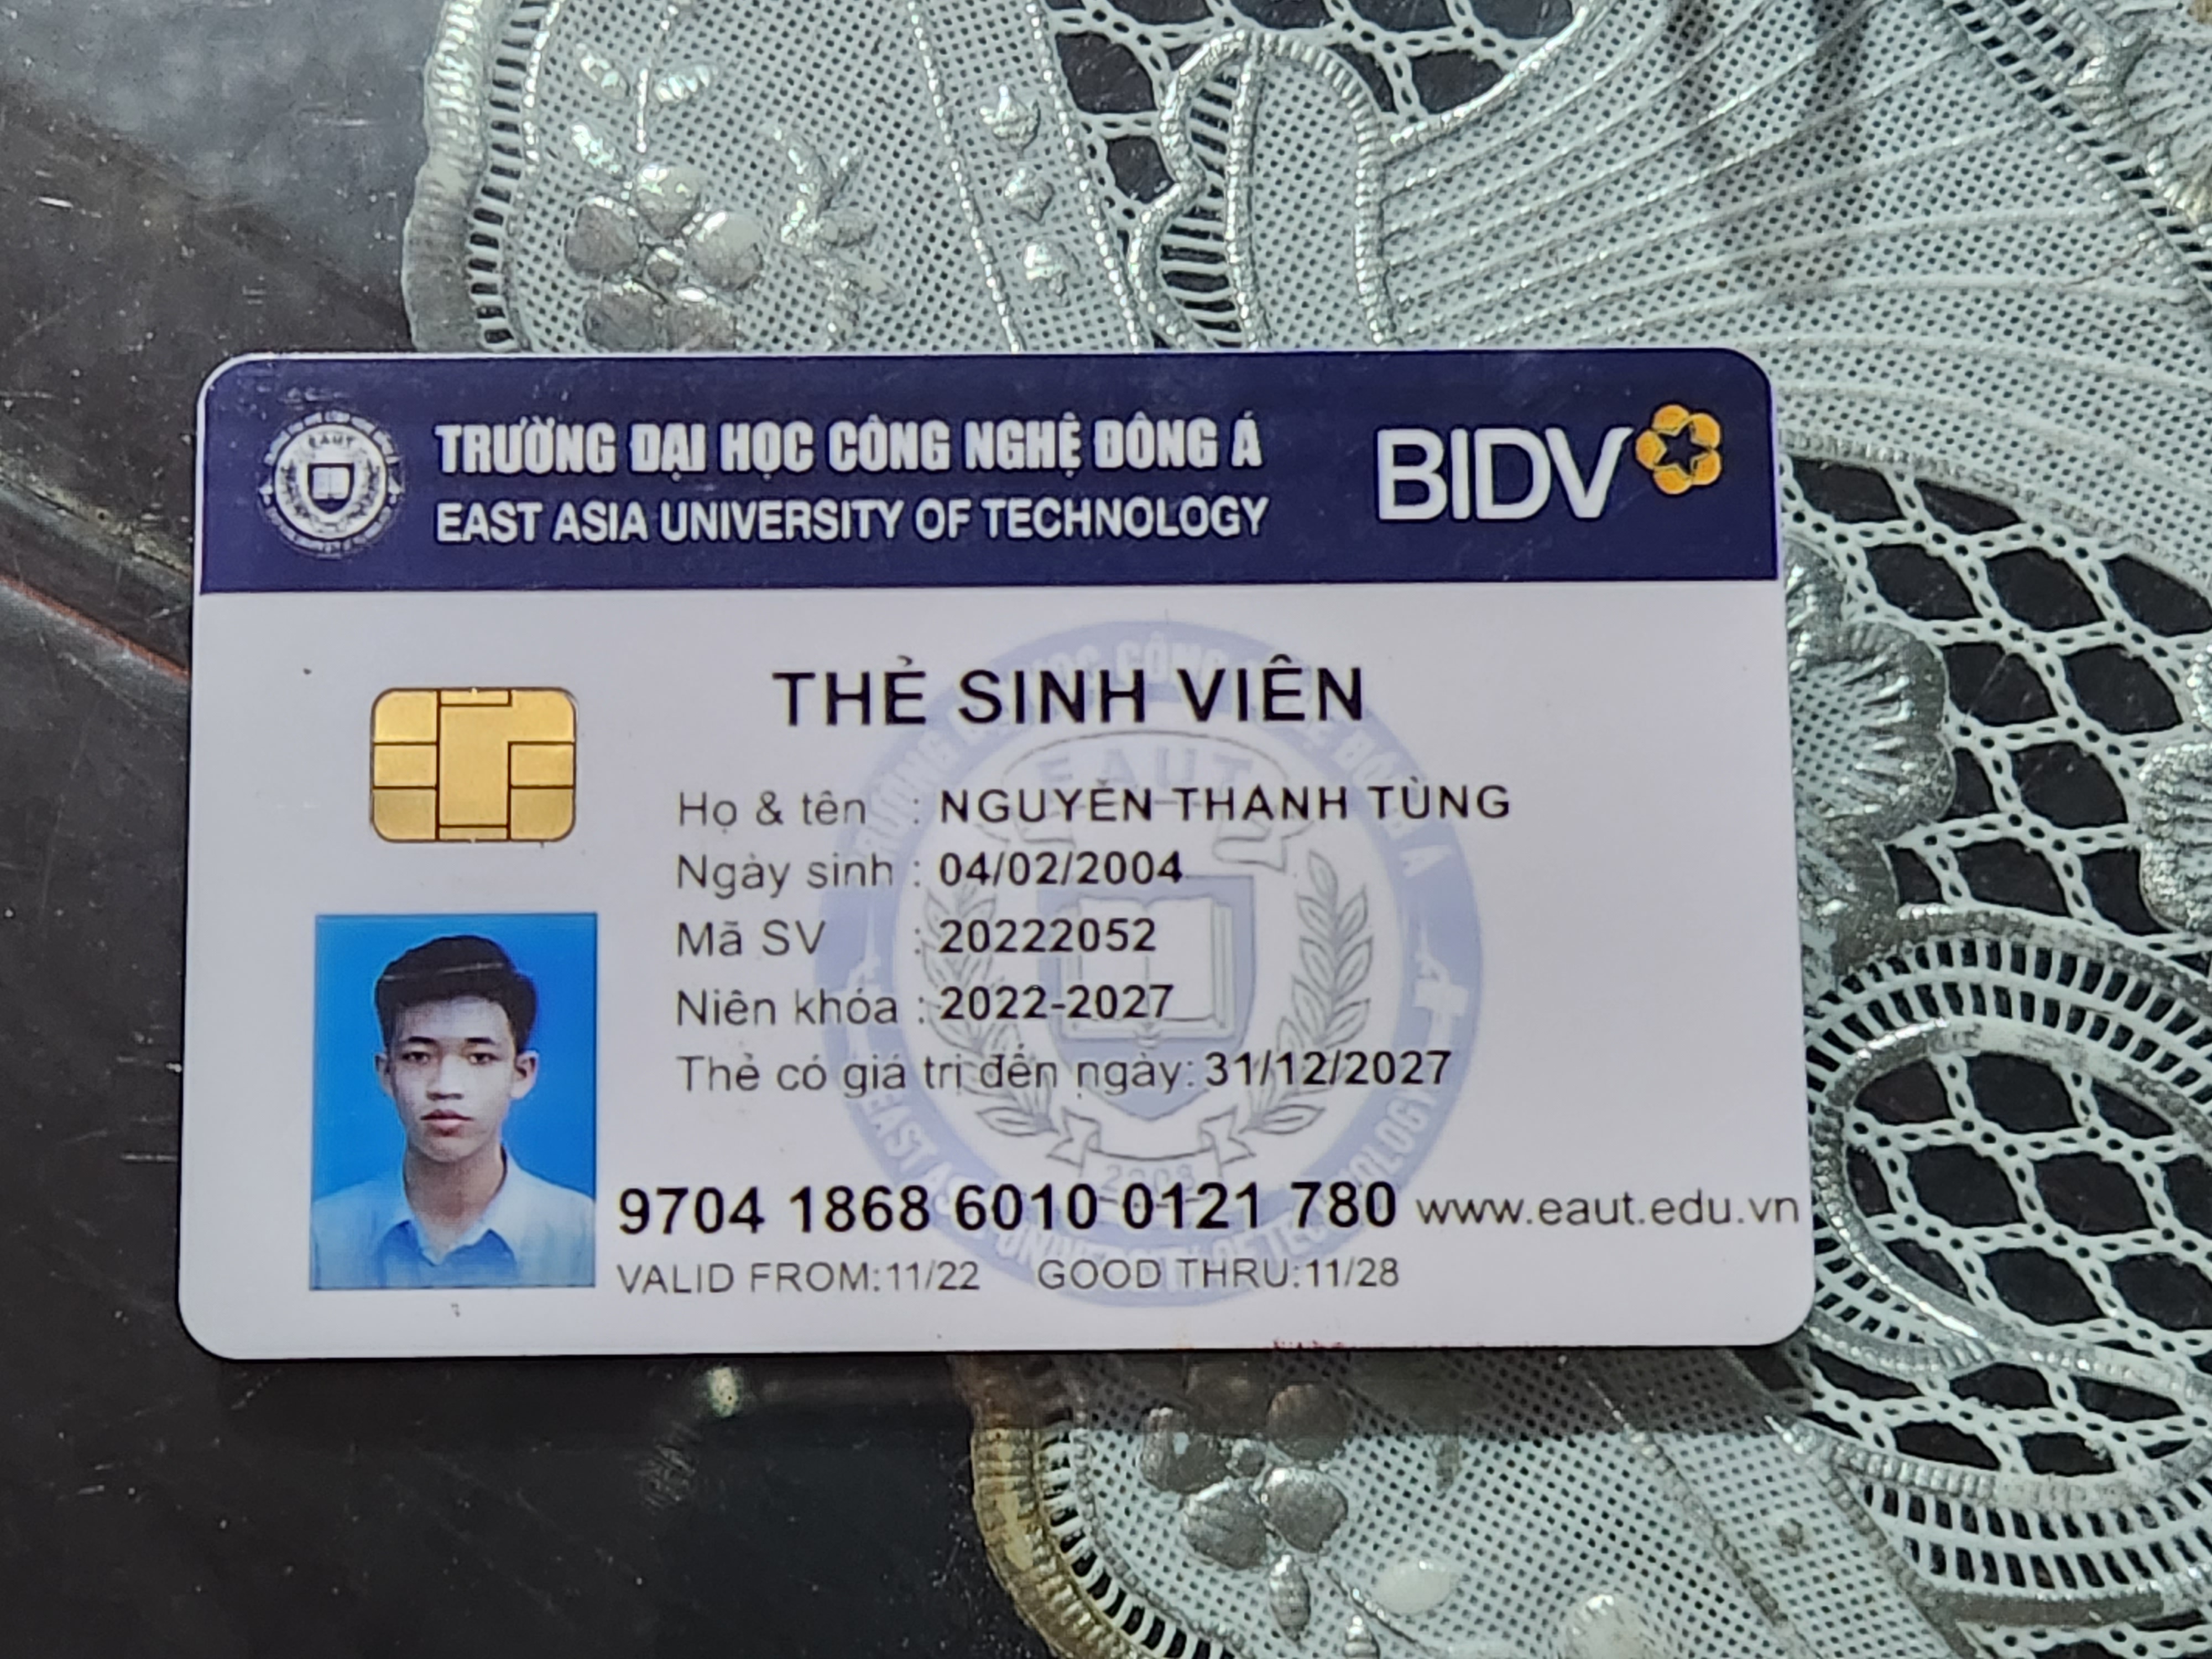 TRƯỜNG ĐẠI HỌC CÔNG NGHỆ ĐÔNG Á
EAST ASIA UNIVERSITY OF TECHNOLOGY
BIDV
THẺ SINH VIÊN
Họ & tên : NGUYỄN THANH TÙNG
Ngày sinh : 04/02/2004
Mã SV : 20222052
Niên khóa : 2022-2027
Thẻ có giá trị đến ngày: 31/12/2027
9704 1868 6010 0121 780 www.eaut.edu.vn
VALID FROM:11/22 GOOD THRU:11/28